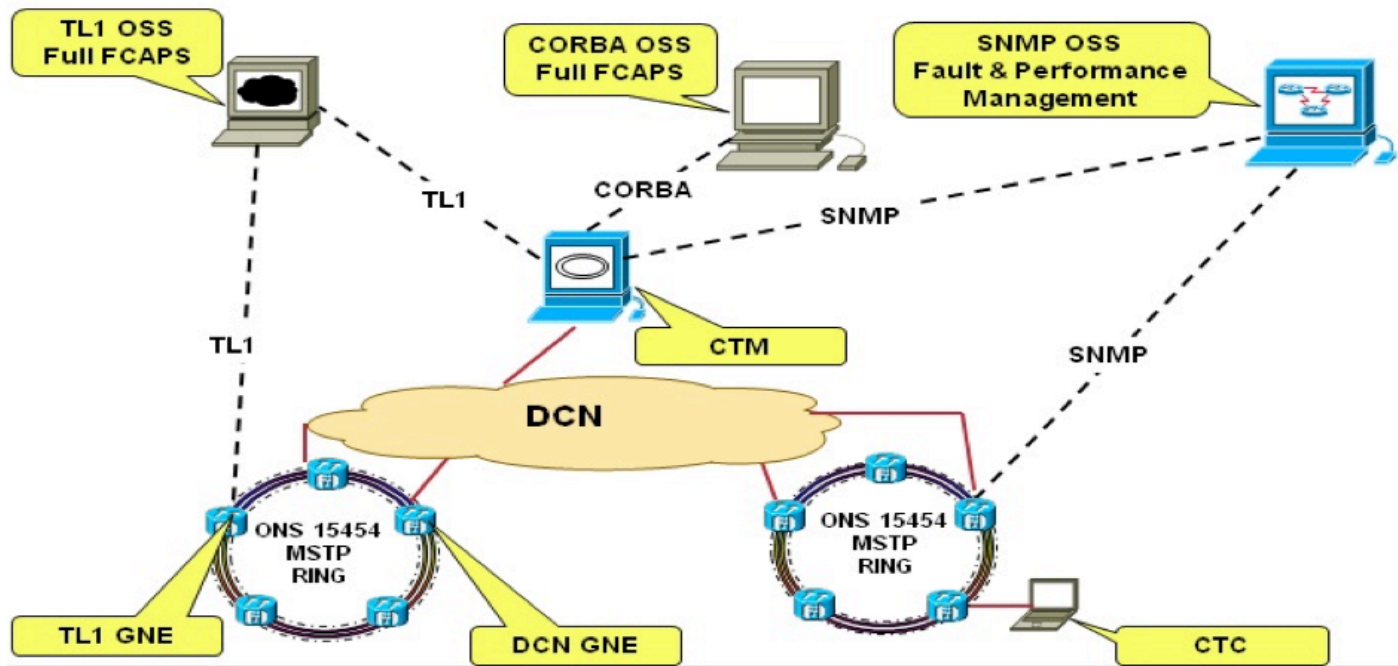 TL1 OSS
Full FCAPS
CORBA OSS
Full FCAPS
SNMP OSS
Fault & Performance
Management
TL1
CORBA
SNMP
TL1
CTM
SNMP
DCN
ONS 15454
MSTP
RING
ONS 15454
MSTP
RING
TL1 GNE
DCN GNE
CTC